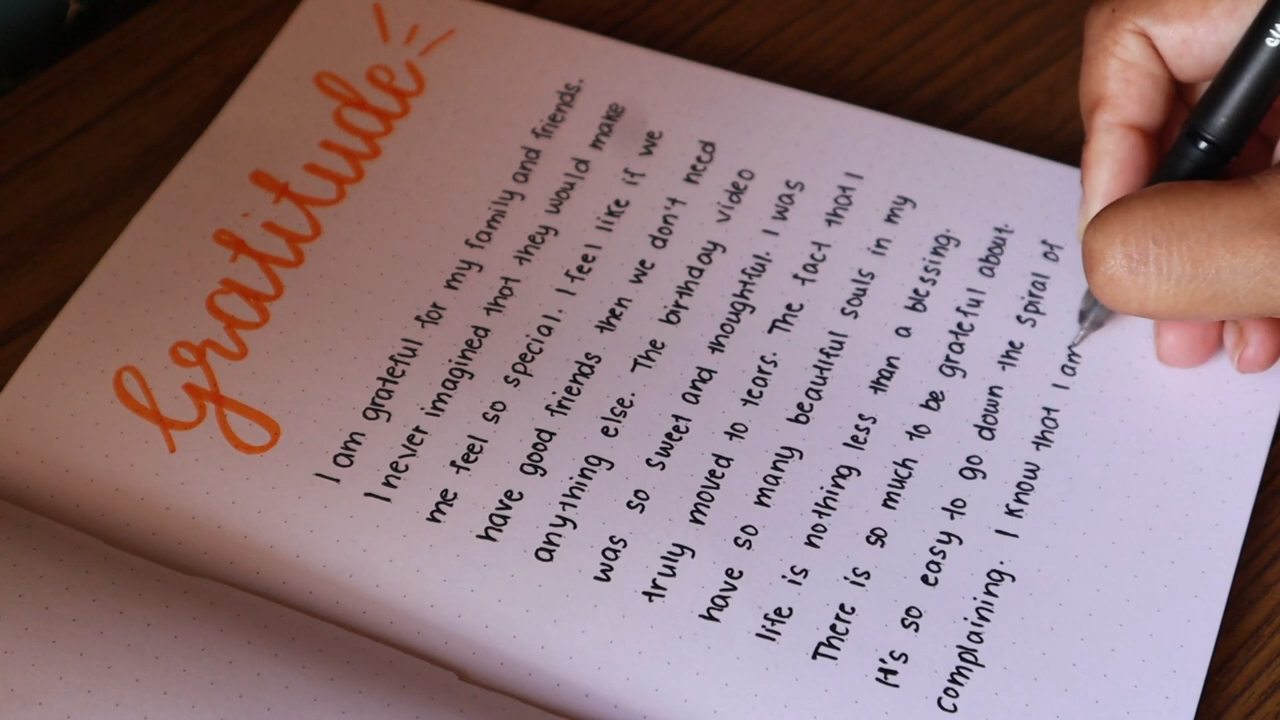 Gratitude
I am grateful for my family and friends.
I never imagined that they would make
me feel so special. I feel like if we
have good friends then we don't need
anything else. The birthday video
was so sweet and thoughtful. I was
truly moved to tears. The fact that I
have so many beautiful souls in my
life is nothing less than a blessing.
There is so much to be grateful about.
It's so easy to go down the spiral of
complaining. I know that I am